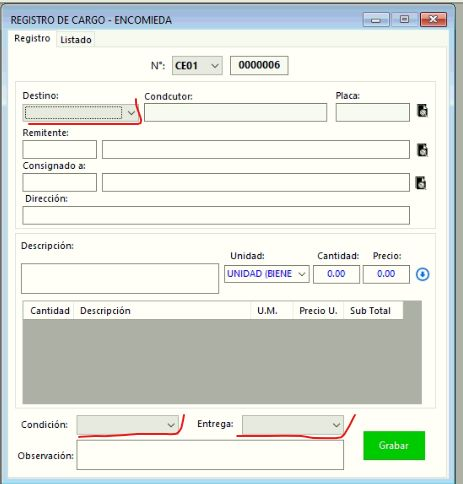 REGISTRO DE CARGO - ENCOMIEDA
Registro Listado
N°: CE01 0000006
Destino: Condcutor: Placa:
Remitente:
Consignado a:
Dirección:
Descripción:
Unidad: Cantidad: Precio:
UNIDAD (BIENE 0.00 0.00
Cantidad Descripción U.M. Precio U. Sub Total
Condición: Entrega:
Observación:
Grabar